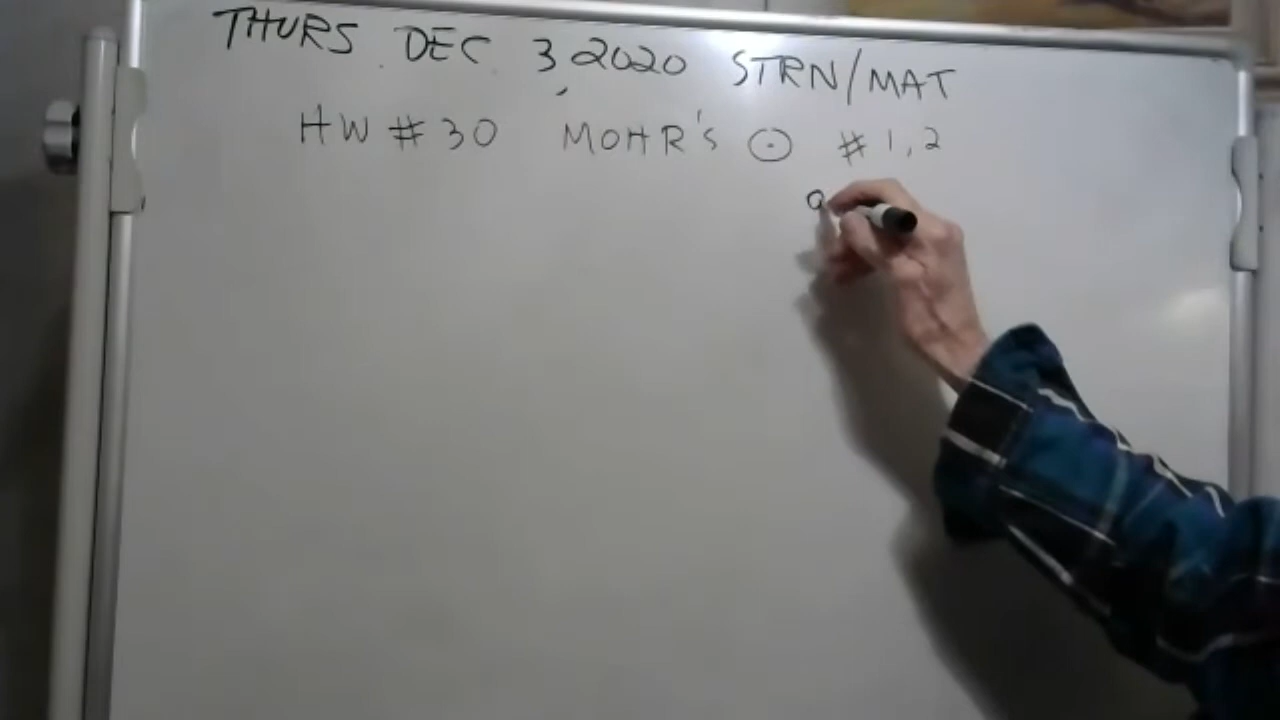 THURS DEC 3, 2020 STRN/MAT
HW # 30 MOHR'S ⊙ # 1, 2